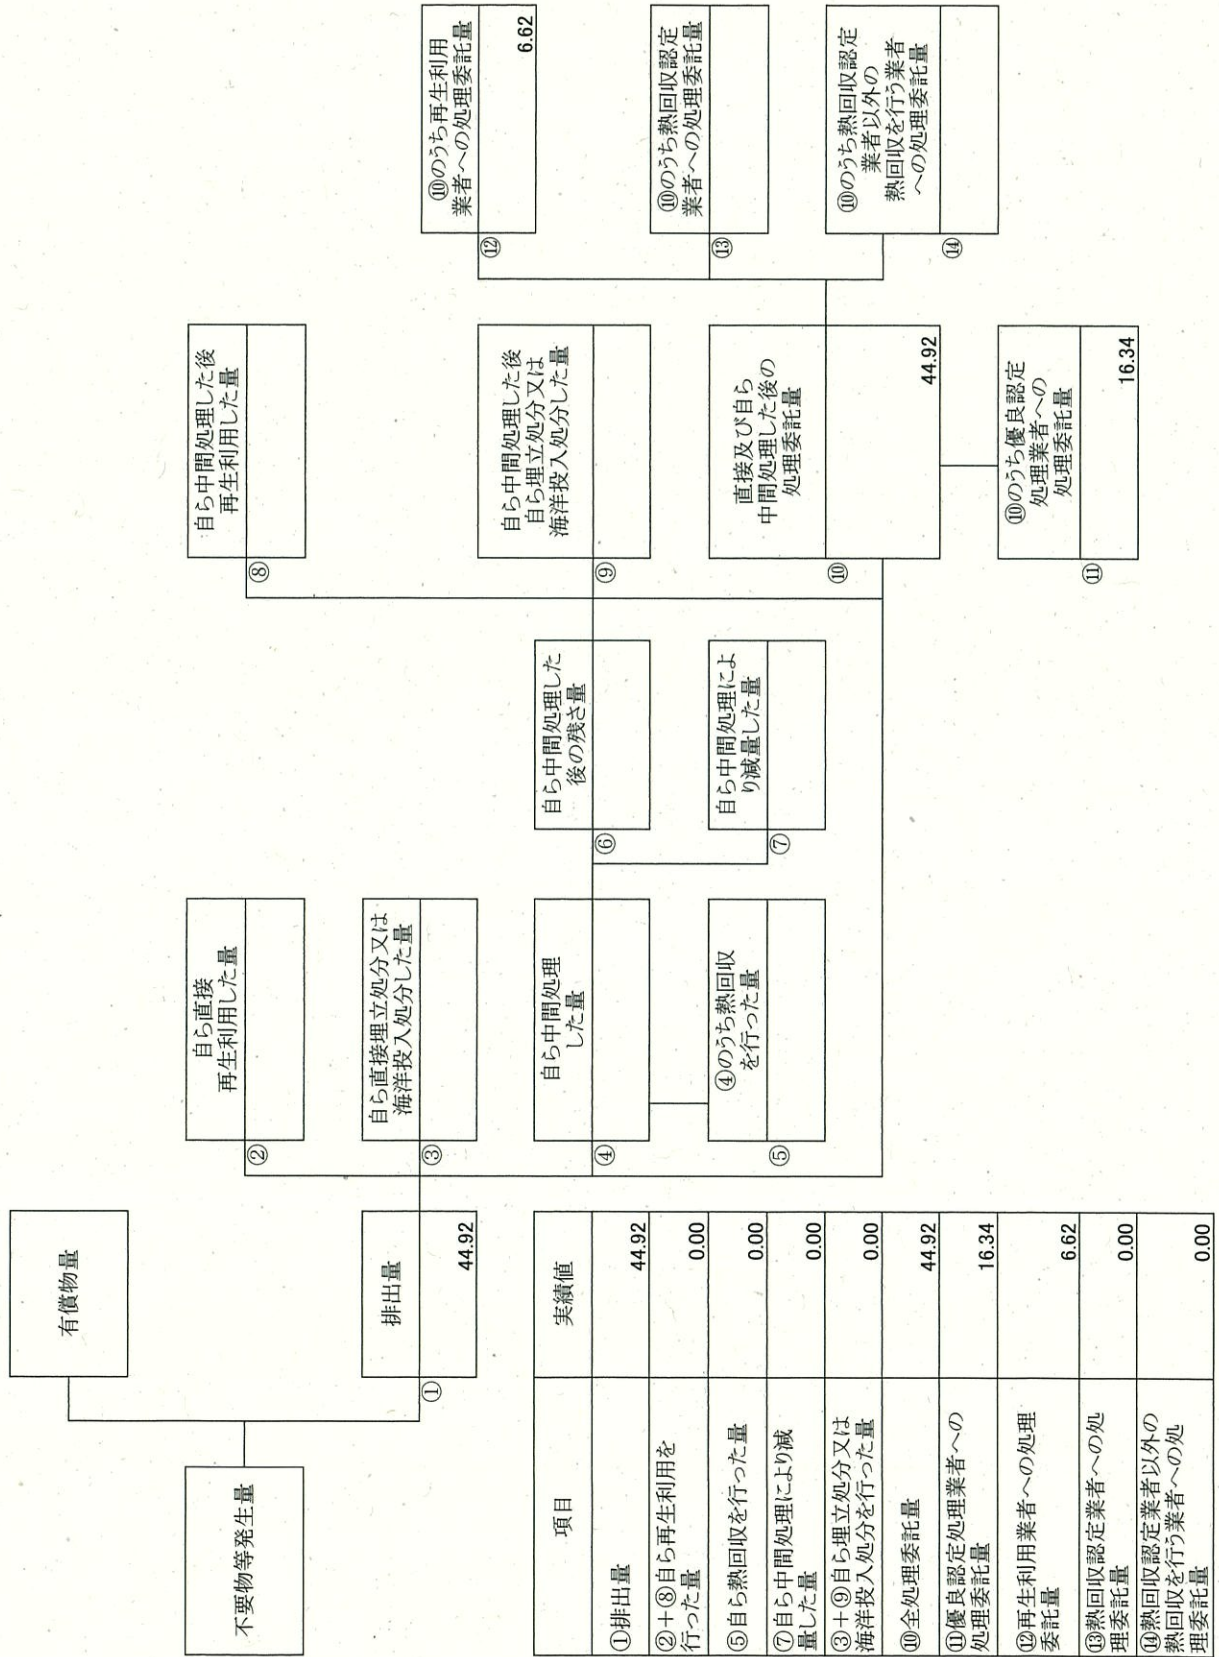 不要物等発生量
有償物量
排出量
①
44.92
②
自ら直接
再生利用した量
③
自ら直接埋立処分又は
海洋投入処分した量
④
自ら中間処理
した量
⑤
④のうち熱回収
を行った量
⑥
自ら中間処理した
後の残さ量
⑦
自ら中間処理によ
り減量した量
⑧
自ら中間処理した後
再生利用した量
⑨
自ら中間処理した後
自ら埋立処分又は
海洋投入処分した量
⑩
直接及び自ら
中間処理した後の
処理委託量
44.92
⑪
⑩のうち優良認定
処理業者への
処理委託量
16.34
⑫
⑩のうち再生利用
業者への処理委託量
6.62
⑬
⑩のうち熱回収認定
業者への処理委託量
⑭
⑩のうち熱回収認定
業者以外の
熱回収を行う業者
への処理委託量
項目 実績値
①排出量 44.92
②+⑧自ら再生利用を
行った量 0.00
⑤自ら熱回収を行った量 0.00
⑦自ら中間処理により減
量した量 0.00
③+⑨自ら埋立処分又は
海洋投入処分を行った量 0.00
⑩全処理委託量 44.92
⑪優良認定処理業者への
処理委託量 16.34
⑫再生利用業者への処理
委託量 6.62
⑬熱回収認定業者への処
理委託量 0.00
⑭熱回収認定業者以外の
熱回収を行う業者への処
理委託量 0.00